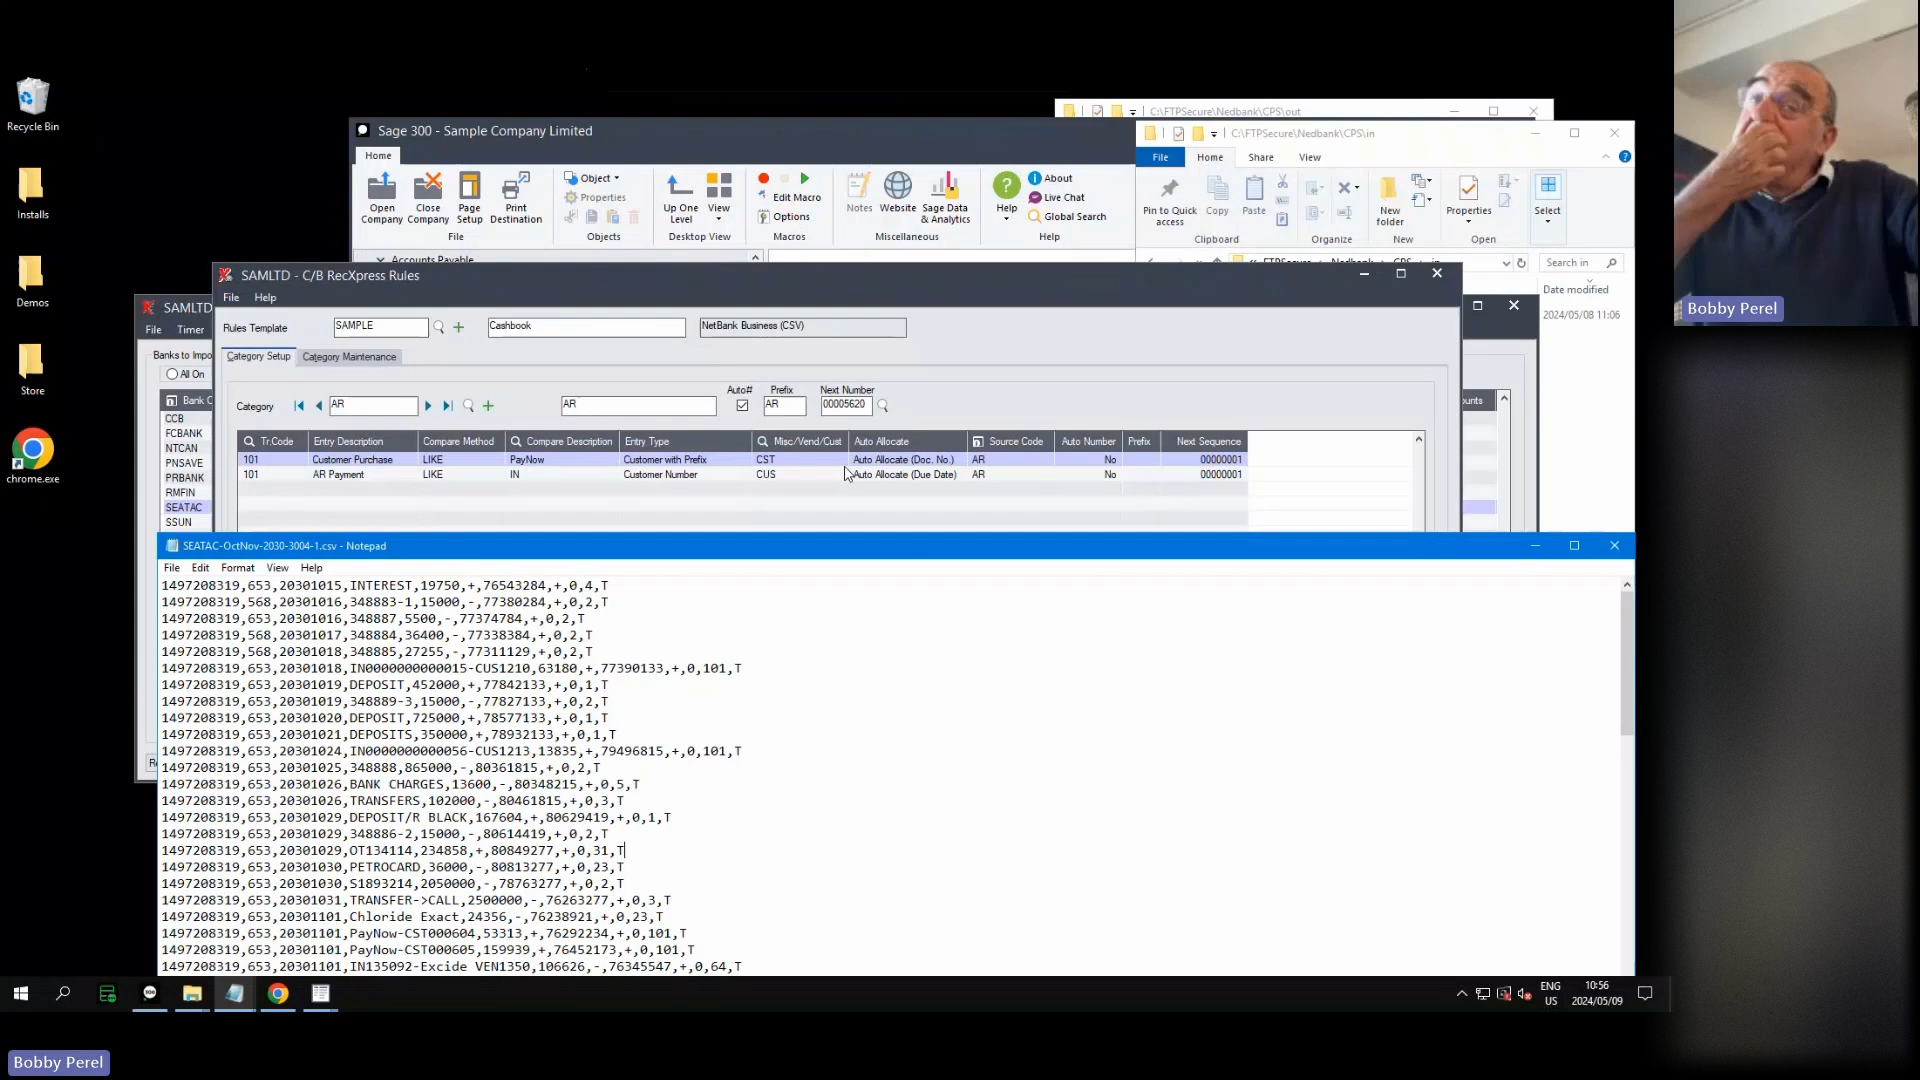 Recycle Bin
Installs
Demos
Store
chrome.exe
C:\FTPSecure\Nedbank\CPS\out
Sage 300 - Sample Company Limited
Home
Open Company
Close Company
Page Setup
Print Destination
File
Object
Properties
Objects
Up One Level
View
Desktop View
Edit Macro
Options
Macros
Notes
Website
Sage Data & Analytics
Miscellaneous
Help
About
Live Chat
Global Search
Help
Accounts Payable
C:\FTPSecure\Nedbank\CPS\in
File Home Share View
Pin to Quick access
Copy
Paste
Clipboard
Organize
New folder
New
Properties
Open
Select
Search in
Date modified
2024/05/08 11:06
SAMLTD
File Timer
Banks to Impo
All On
Bank C
CCB
FCBANK
NTCAN
PNSAVE
PRBANK
RMFIN
SEATAC
SSUN
ounts
SAMLTD - C/B RecXpress Rules
File Help
Rules Template SAMPLE Cashbook NetBank Business (CSV)
Category Setup Category Maintenance
Auto# Prefix Next Number
Category AR AR AR 00005620
Tr.Code Entry Description Compare Method Compare Description Entry Type Misc/Vend/Cust Auto Allocate Source Code Auto Number Prefix Next Sequence
101 Customer Purchase LIKE PayNow Customer with Prefix CST Auto Allocate (Doc. No.) AR No 00000001
101 AR Payment LIKE IN Customer Number CUS Auto Allocate (Due Date) AR No 00000001
SEATAC-OctNov-2030-3004-1.csv - Notepad
File Edit Format View Help
1497208319,653,20301015,INTEREST,19750,+,76543284,+,0,4,T
1497208319,568,20301016,348883-1,15000,-,77380284,+,0,2,T
1497208319,653,20301016,348887,5500,-,77374784,+,0,2,T
1497208319,568,20301017,348884,36400,-,77338384,+,0,2,T
1497208319,568,20301018,348885,27255,-,77311129,+,0,2,T
1497208319,653,20301018,IN0000000000015-CUS1210,63180,+,77390133,+,0,101,T
1497208319,653,20301019,DEPOSIT,452000,+,77842133,+,0,1,T
1497208319,653,20301019,348889-3,15000,-,77827133,+,0,2,T
1497208319,653,20301020,DEPOSIT,725000,+,78577133,+,0,1,T
1497208319,653,20301021,DEPOSITS,350000,+,78932133,+,0,1,T
1497208319,653,20301024,IN0000000000056-CUS1213,13835,+,79496815,+,0,101,T
1497208319,653,20301025,348888,865000,-,80361815,+,0,2,T
1497208319,653,20301026,BANK CHARGES,13600,-,80348215,+,0,5,T
1497208319,653,20301026,TRANSFERS,102000,-,80461815,+,0,3,T
1497208319,653,20301029,DEPOSIT/R BLACK,167604,+,80629419,+,0,1,T
1497208319,653,20301029,348886-2,15000,-,80614419,+,0,2,T
1497208319,653,20301029,OT134114,234858,+,80849277,+,0,31,T
1497208319,653,20301030,PETROCARD,36000,-,80813277,+,0,23,T
1497208319,653,20301030,S1893214,2050000,-,78763277,+,0,2,T
1497208319,653,20301031,TRANSFER->CALL,2500000,-,76263277,+,0,3,T
1497208319,653,20301101,Chloride Exact,24356,-,76238921,+,0,23,T
1497208319,653,20301101,PayNow-CST000604,53313,+,76292234,+,0,101,T
1497208319,653,20301101,PayNow-CST000605,159939,+,76452173,+,0,101,T
1497208319,653,20301101,IN135092-Excide VEN1350,106626,-,76345547,+,0,64,T
ENG
US
10:56
2024/05/09
Bobby Perel
Bobby Perel